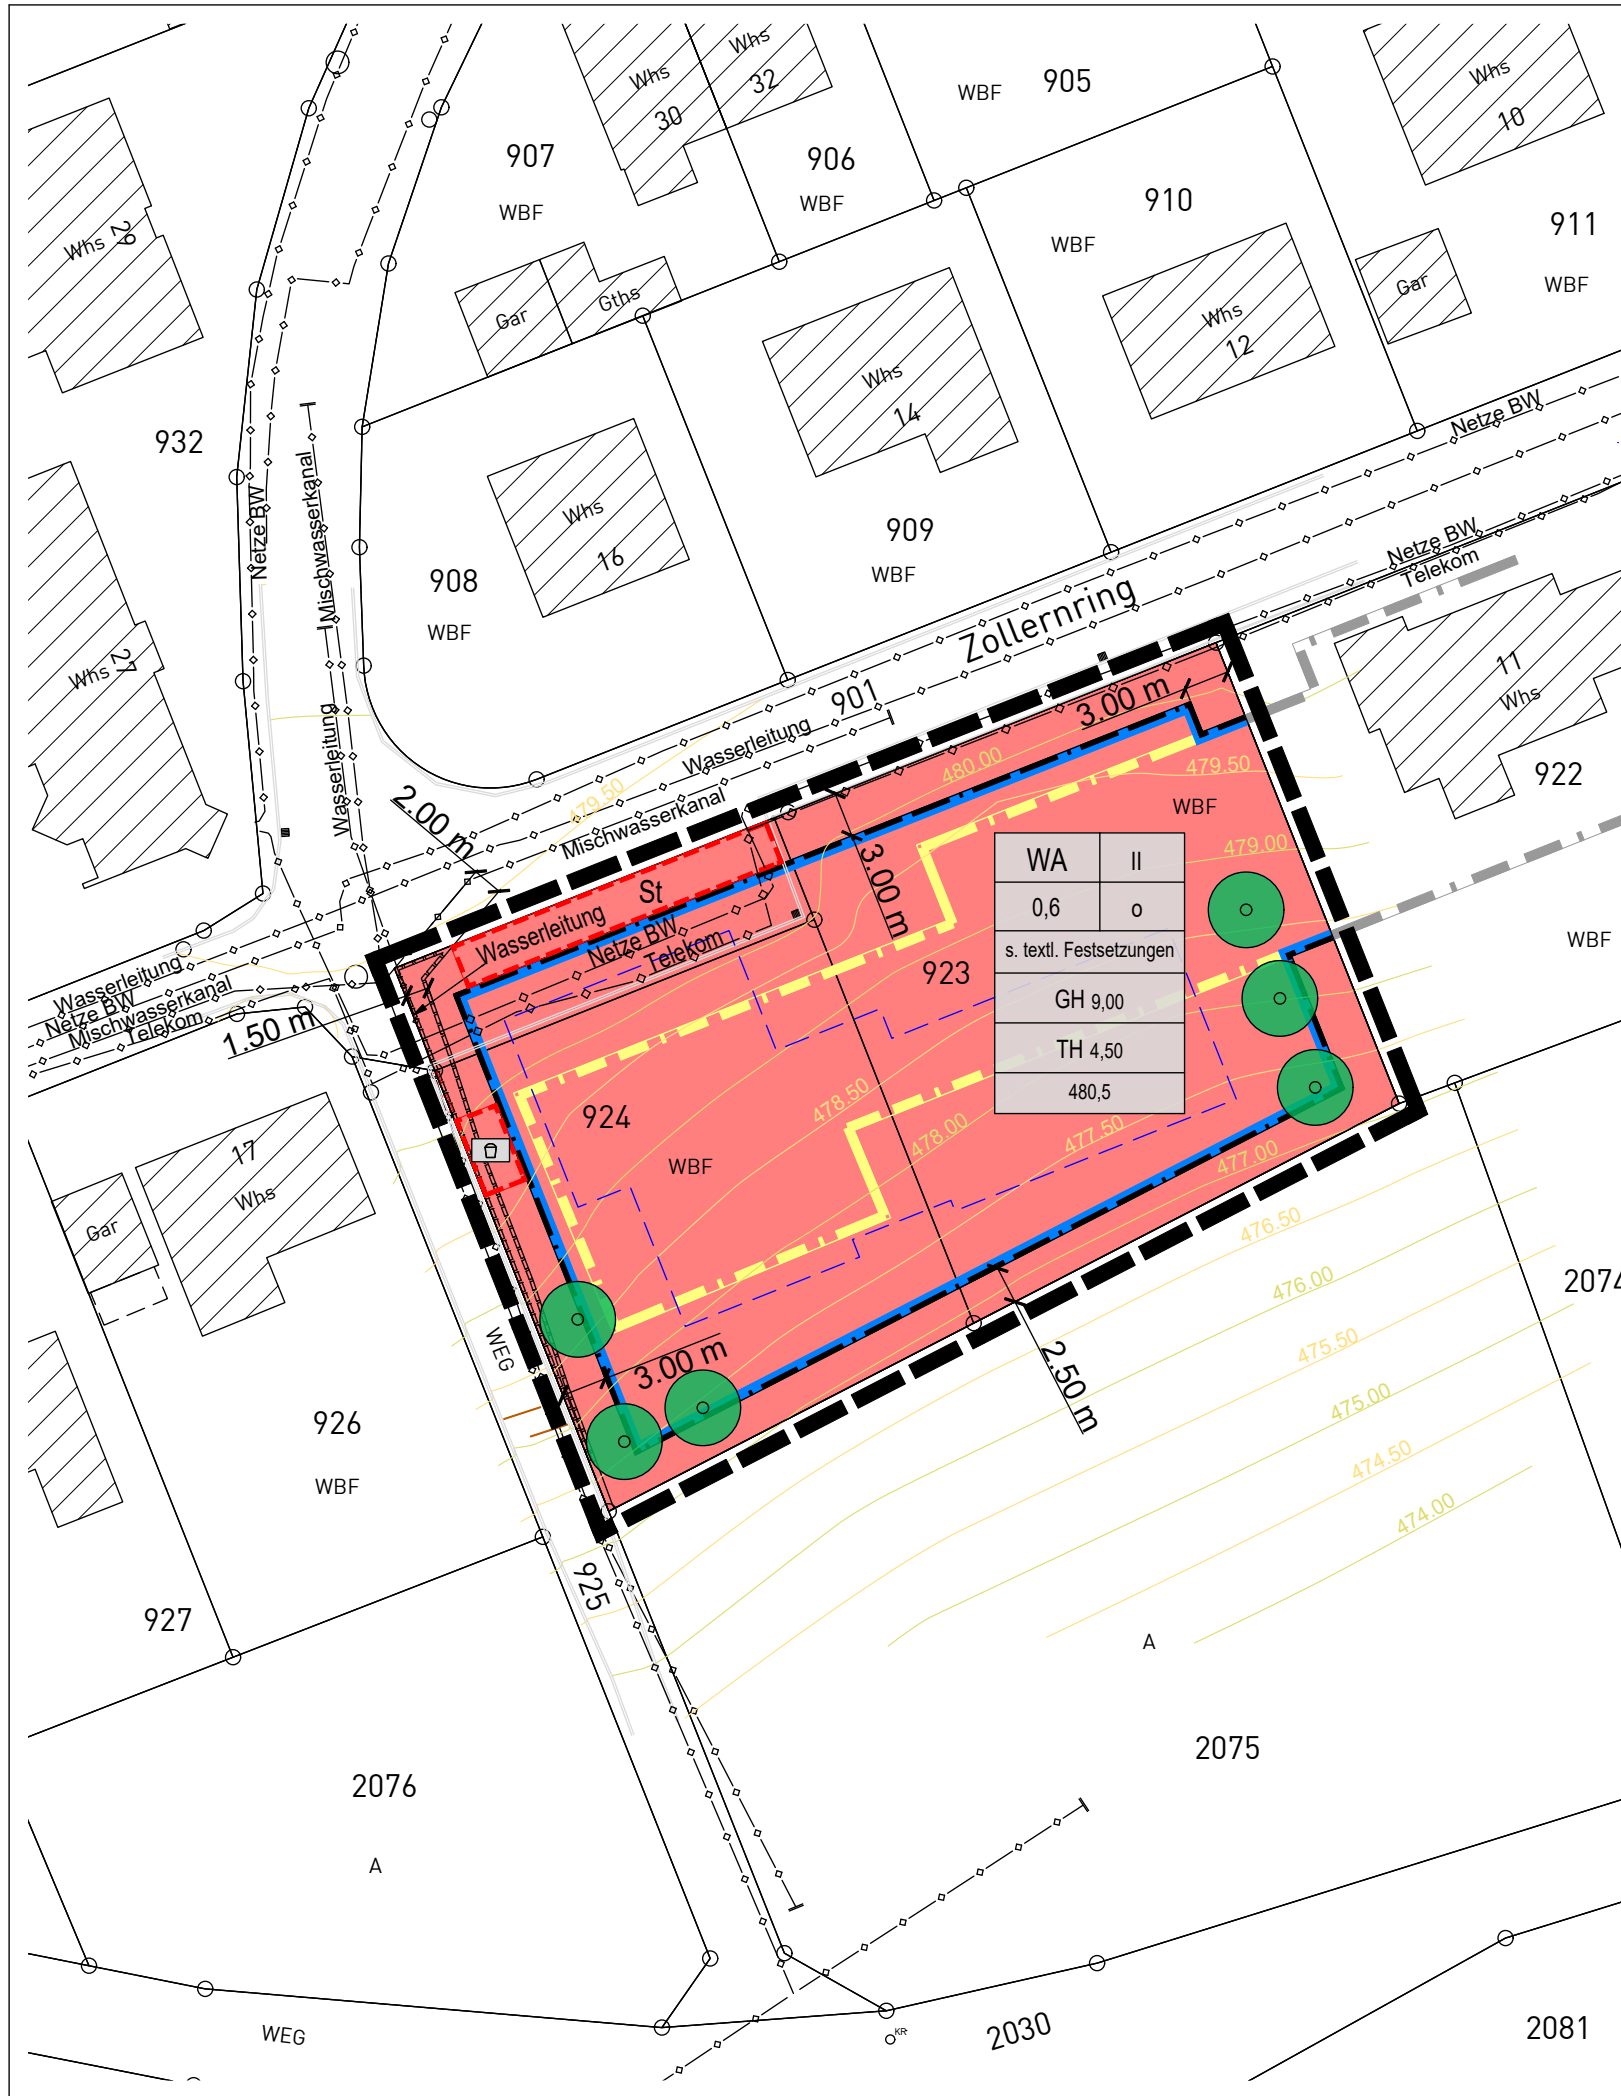 Whs
32
Whs
30
WBF
905
Whs
10
907
906
WBF
WBF
910
WBF
911
WBF
Whs
29
Gar
Gths
Gar
Whs
12
Whs
14
932
Netze BW
Mischwasserkanal
Whs
16
909
WBF
908
WBF
Netze BW
Netze BW
Telekom
Zollernring
901
Whs
27
Wasserleitung
Wasserleitung
Mischwasserkanal
479.50
2.00 m
3.00 m
480.00
479.50
WBF
11
Whs
922
WBF
3.00 m
479.00
WA
II
0,6
o
s. textl. Festsetzungen
GH 9,00
TH 4,50
480,5
St
Wasserleitung
Netze BW
Telekom
923
Wasserleitung
Netze BW
Mischwasserkanal
Telekom
1.50 m
924
WBF
478.50
478.00
477.50
477.00
17
Whs
Gar
476.50
476.00
475.50
475.00
474.50
474.00
2074
WEG
3.00 m
2.50 m
926
WBF
925
927
A
2075
2076
A
WEG
KR
2030
2081